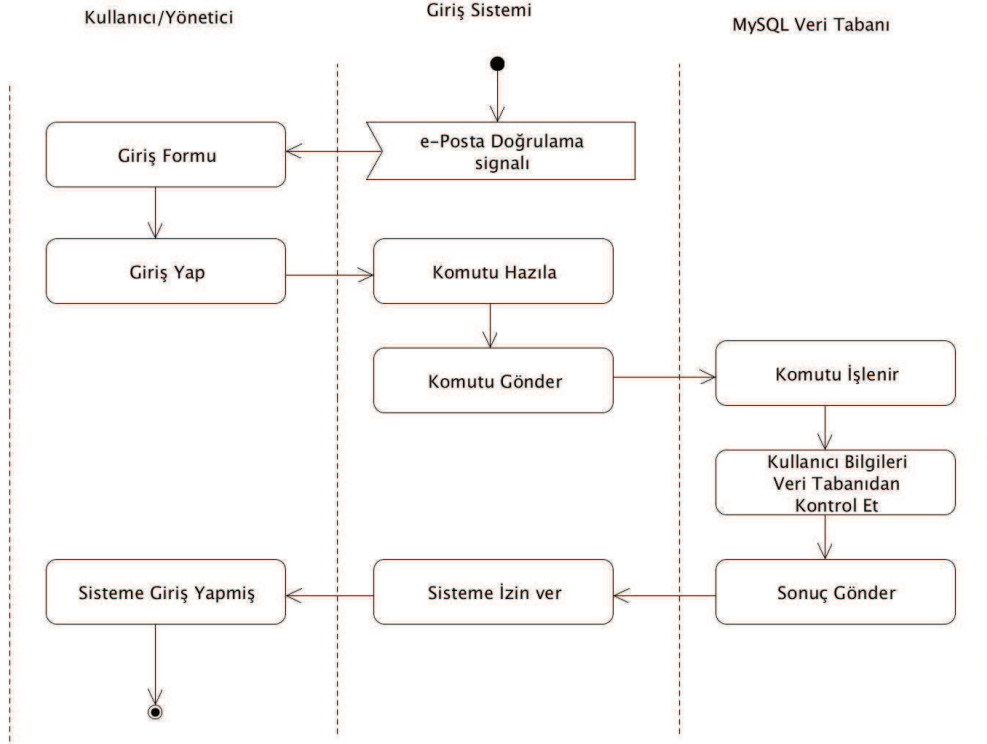 Kullanıcı/Yönetici
Giriş Sistemi
MySQL Veri Tabanı
e-Posta Doğrulama
signalı
Giriş Formu
Giriş Yap
Komutu Hazıla
Komutu Gönder
Komutu İşlenir
Kullanıcı Bilgileri
Veri Tabanıdan
Kontrol Et
Sisteme Giriş Yapmiş
Sisteme İzin ver
Sonuç Gönder